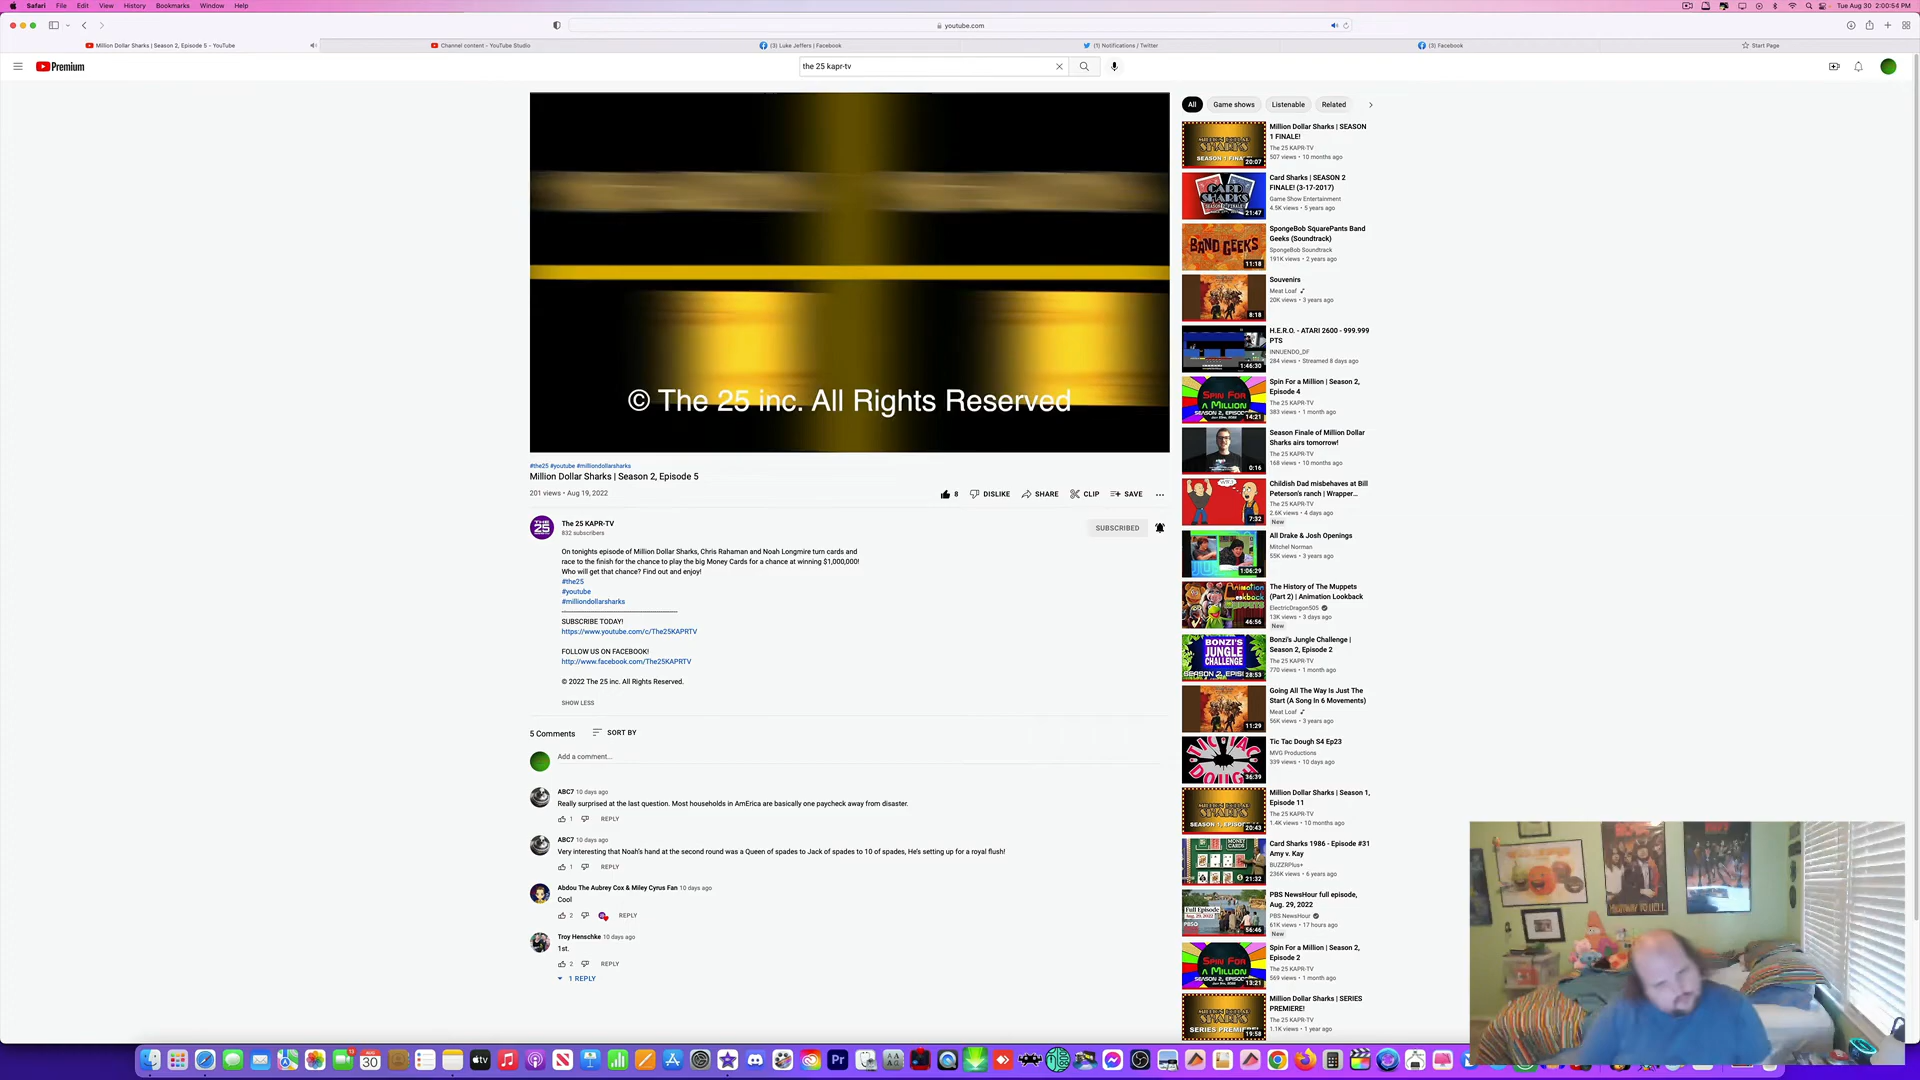 Safari File Edit View History Bookmarks Window Help
Tue Aug 30 2:00:54 PM
youtube.com
Million Dollar Sharks | Season 2, Episode 5 - YouTube
Channel content - YouTube Studio
(3) Luke Jeffers | Facebook
(1) Notifications / Twitter
(3) Facebook
Start Page
Premium
the 25 kapr-tv
© The 25 inc. All Rights Reserved
#the25 #youtube #milliondollarsharks
Million Dollar Sharks | Season 2, Episode 5
201 views • Aug 19, 2022
8 DISLIKE SHARE CLIP SAVE
The 25 KAPR-TV
832 subscribers
SUBSCRIBED
On tonights episode of Million Dollar Sharks, Chris Rahaman and Noah Longmire turn cards and
race to the finish for the chance to play the big Money Cards for a chance at winning $1,000,000!
Who will get that chance? Find out and enjoy!
#the25
#youtube
#milliondollarsharks
SUBSCRIBE TODAY!
https://www.youtube.com/c/The25KAPRTV
FOLLOW US ON FACEBOOK!
http://www.facebook.com/The25KAPRTV
© 2022 The 25 inc. All Rights Reserved.
SHOW LESS
5 Comments SORT BY
Add a comment...
ABC7 10 days ago
Really surprised at the last question. Most households in AmErica are basically one paycheck away from disaster.
1 REPLY
ABC7 10 days ago
Very interesting that Noah's hand at the second round was a Queen of spades to Jack of spades to 10 of spades, He's setting up for a royal flush!
1 REPLY
Abdou The Aubrey Cox & Miley Cyrus Fan 10 days ago
Cool
2 REPLY
Troy Henschke 10 days ago
1st.
2 REPLY
1 REPLY
All Game shows Listenable Related
Million Dollar Sharks | SEASON
1 FINALE!
The 25 KAPR-TV
507 views • 10 months ago
20:07
Card Sharks | SEASON 2
FINALE! (3-17-2017)
Game Show Entertainment
4.5K views • 5 years ago
21:47
SpongeBob SquarePants Band
Geeks (Soundtrack)
SpongeBob Soundtrack
191K views • 2 years ago
BAND GEEKS
11:18
Souvenirs
Meat Loaf
20K views • 3 years ago
8:18
H.E.R.O. - ATARI 2600 - 999.999
PTS
INNUENDO_DF
284 views • Streamed 8 days ago
1:46:30
Spin For a Million | Season 2,
Episode 4
The 25 KAPR-TV
383 views • 1 month ago
14:21
Season Finale of Million Dollar
Sharks airs tomorrow!
The 25 KAPR-TV
168 views • 10 months ago
0:16
Childish Dad misbehaves at Bill
Peterson's ranch | Wrapper...
The 25 KAPR-TV
2.6K views • 4 days ago
New
7:32
All Drake & Josh Openings
Mitchel Norman
55K views • 3 years ago
1:06:29
The History of The Muppets
(Part 2) | Animation Lookback
ElectricDragon505
13K views • 3 days ago
New
46:56
Bonzi's Jungle Challenge |
Season 2, Episode 2
The 25 KAPR-TV
770 views • 1 month ago
BONZI'S
JUNGLE
CHALLENGE
28:53
Going All The Way Is Just The
Start (A Song In 6 Movements)
Meat Loaf
56K views • 3 years ago
11:29
Tic Tac Dough S4 Ep23
MVG Productions
339 views • 10 days ago
36:39
Million Dollar Sharks | Season 1,
Episode 11
The 25 KAPR-TV
1.4K views • 10 months ago
20:43
Card Sharks 1986 - Episode #31
Amy v. Kay
BUZZRPlus+
236K views • 6 years ago
21:32
PBS NewsHour full episode,
Aug. 29, 2022
PBS NewsHour
61K views • 17 hours ago
New
Full Episode
56:46
Spin For a Million | Season 2,
Episode 2
The 25 KAPR-TV
569 views • 1 month ago
13:21
Million Dollar Sharks | SERIES
PREMIERE!
The 25 KAPR-TV
1.1K views • 1 year ago
19:58
HIGHWAY TO HELL